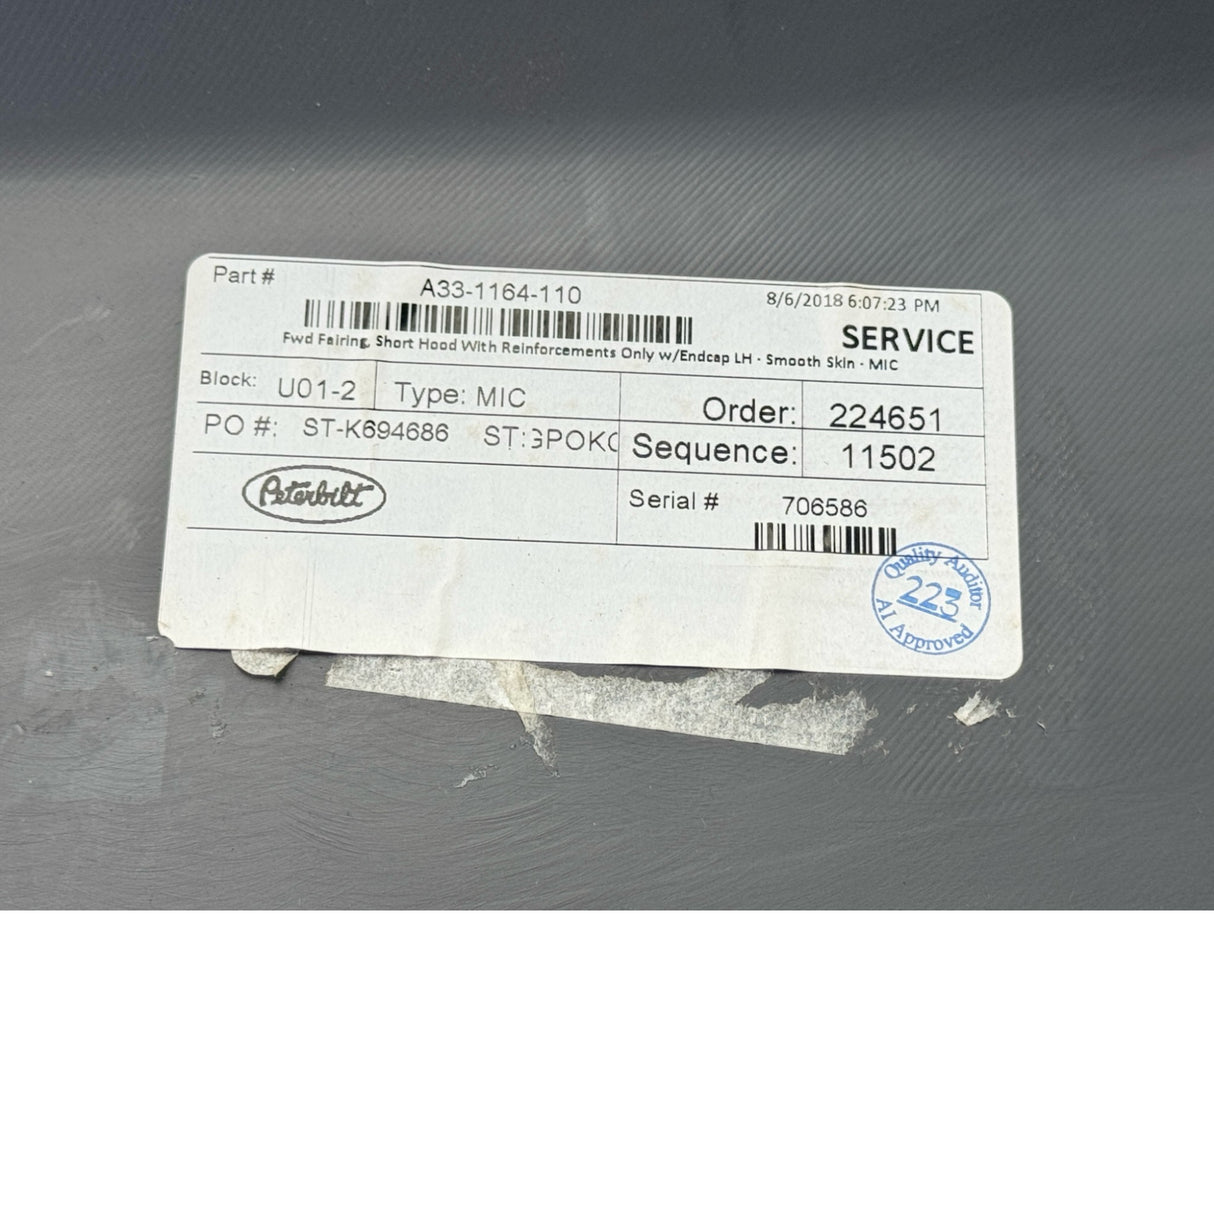 Part #
A33-1164-110
8/6/2018 6:07:23 PM
SERVICE
Fwd Fairing, Short Hood With Reinforcements Only w/Endcap LH - Smooth Skin - MIC
Block: U01-2 Type: MIC
Order: 224651
PO #: ST-K694686 ST:
Sequence: 11502
Peterbilt
Serial # 706586
Quality Auditor
223
AI Approved